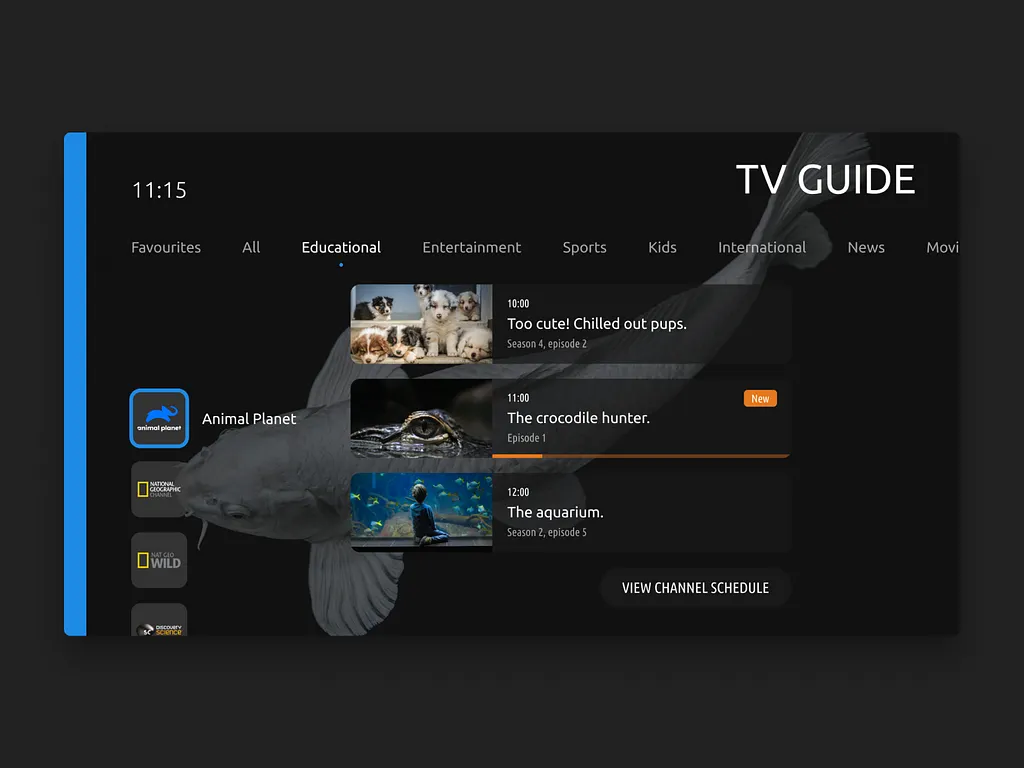 11:15
TV GUIDE
Favourites All Educational Entertainment Sports Kids International News Movi
10:00
Too cute! Chilled out pups.
Season 4, episode 2
11:00
New
The crocodile hunter.
Episode 1
12:00
The aquarium.
Season 2, episode 5
VIEW CHANNEL SCHEDULE
animal planet
Animal Planet
NATIONAL
GEOGRAPHIC
CHANNEL
NAT GEO
WILD
SC
DISCOVERY
SCIENCE